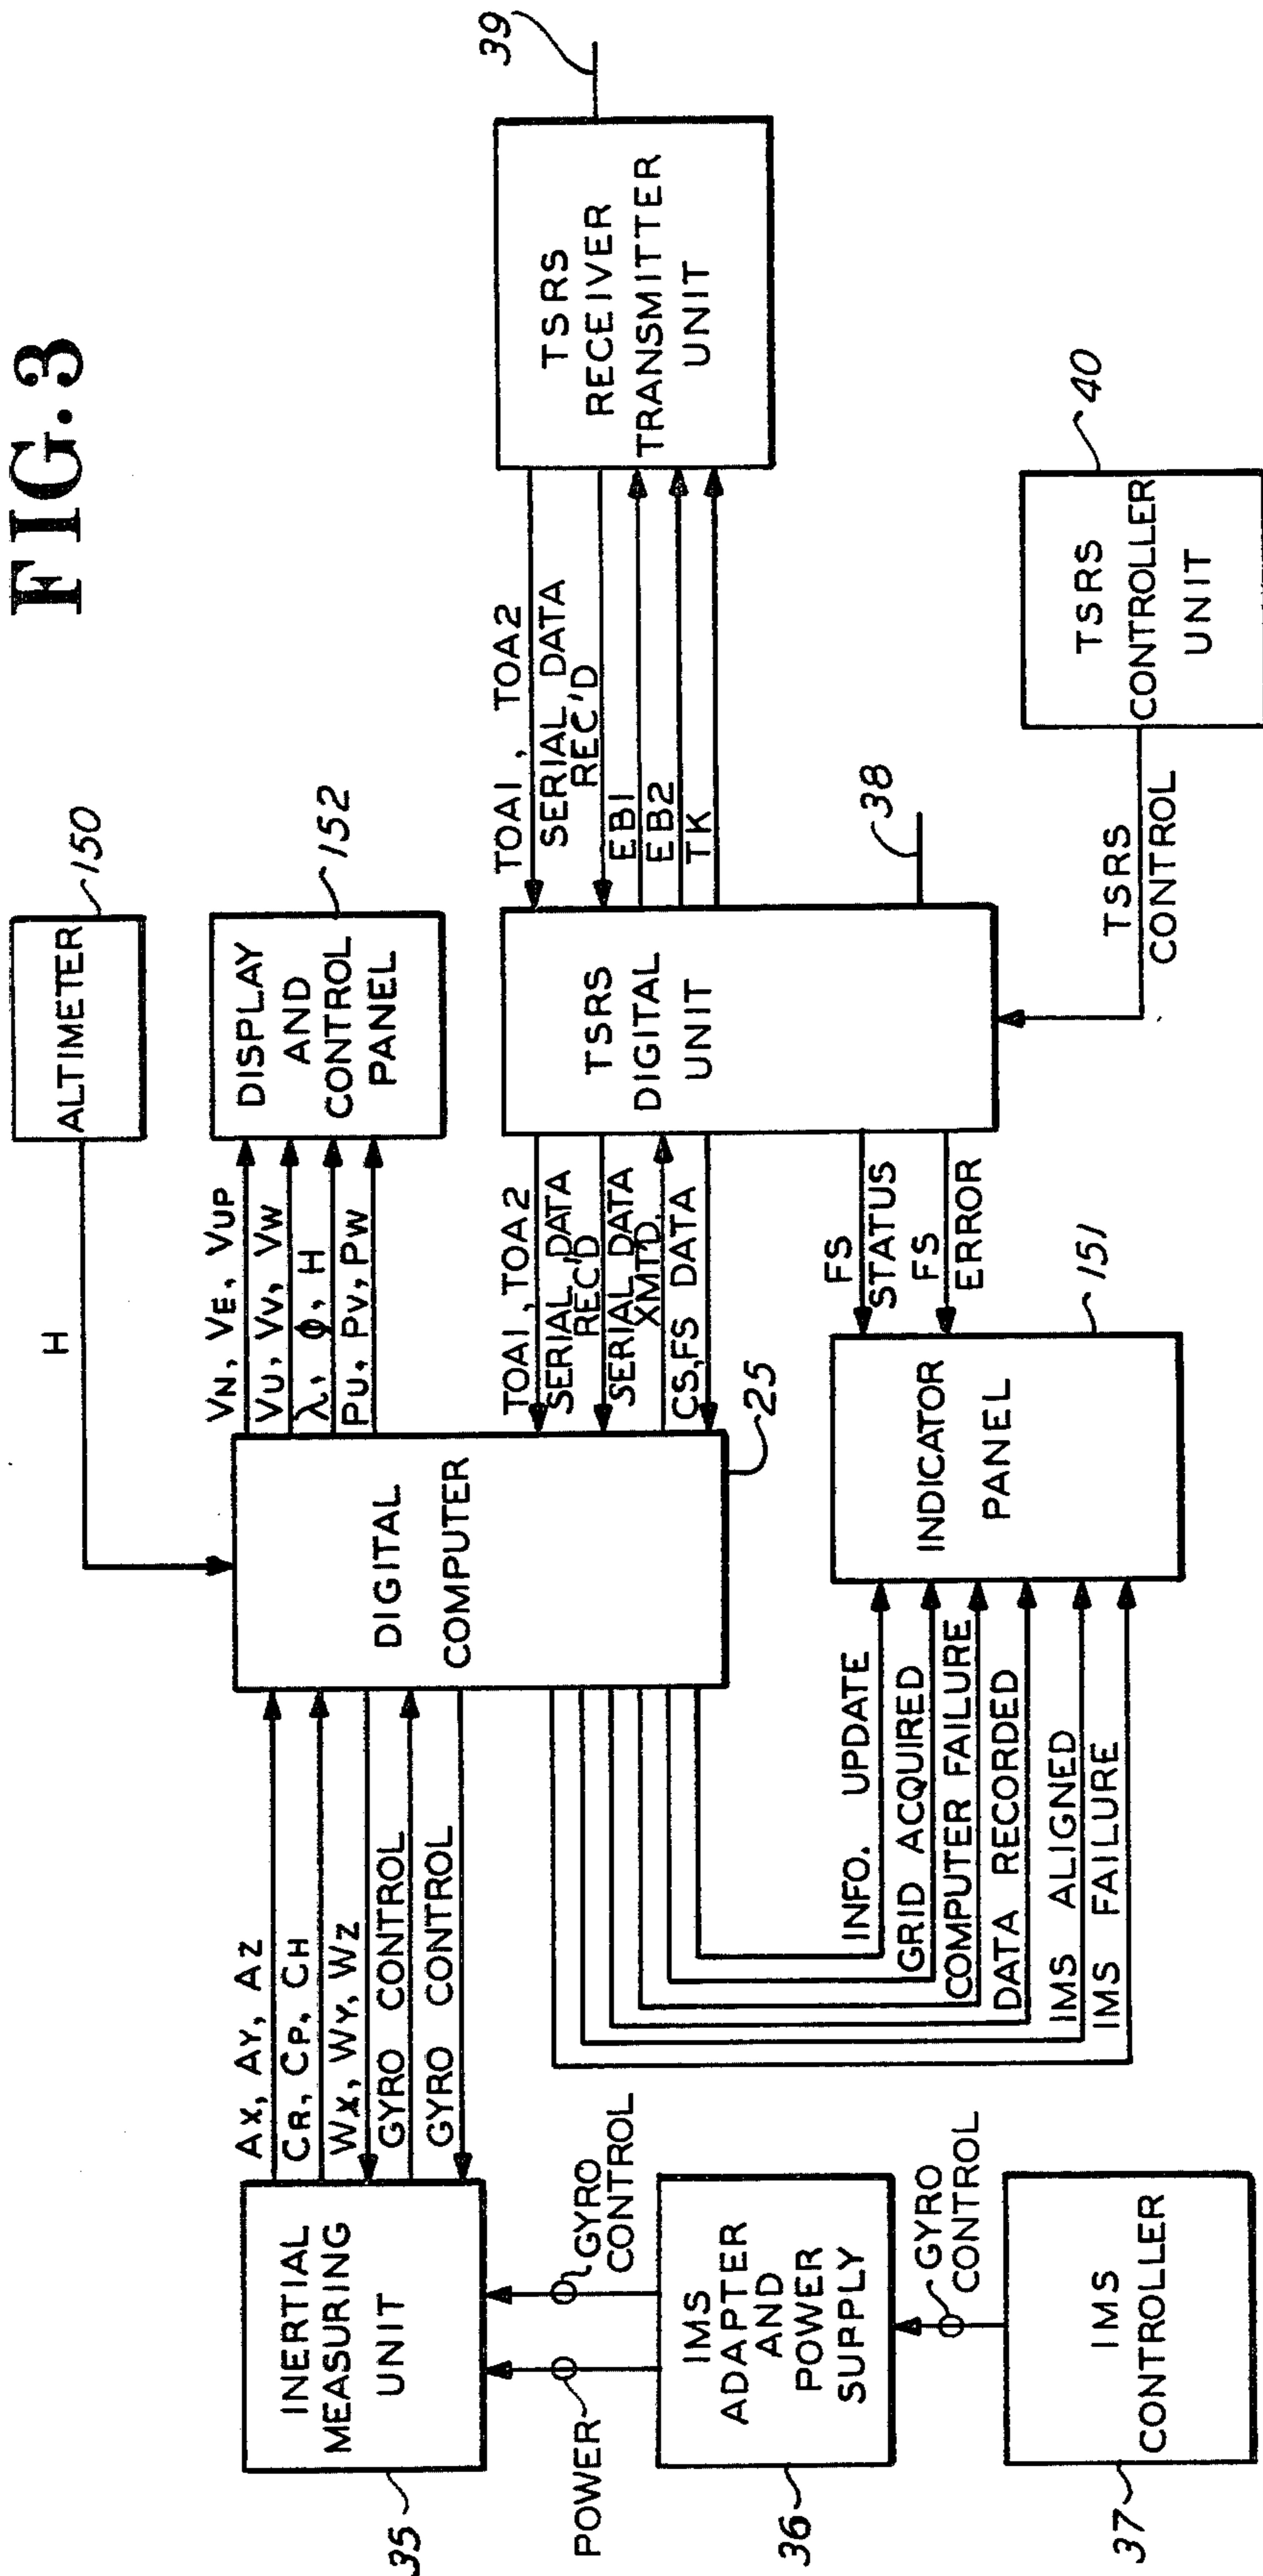 FIG.3
ALTIMETER
150
H
DISPLAY
AND
CONTROL
PANEL
152
VN, VE, VUP
VU, VV, VW
λ, ϕ, H
PU, PV, PW
INERTIAL
MEASURING
UNIT
35
AX, AY, AZ
CR, CP, CH
WX, WY, WZ
GYRO CONTROL
GYRO CONTROL
DIGITAL
COMPUTER
25
TOA1, TOA2
SERIAL DATA
REC'D
SERIAL DATA
XMT'D.
CS,FS DATA
TSRS
DIGITAL
UNIT
38
TOA1, TOA2
SERIAL DATA
REC'D
EB1
EB2
TK
TSRS
RECEIVER
TRANSMITTER
UNIT
39
POWER
GYRO
CONTROL
IMS
ADAPTER
AND
POWER
SUPPLY
36
GYRO
CONTROL
IMS
CONTROLLER
37
INFO. UPDATE
GRID ACQUIRED
COMPUTER FAILURE
DATA RECORDED
IMS ALIGNED
IMS FAILURE
INDICATOR
PANEL
151
FS
STATUS
FS
ERROR
TSRS
CONTROL
TSRS
CONTROLLER
UNIT
40